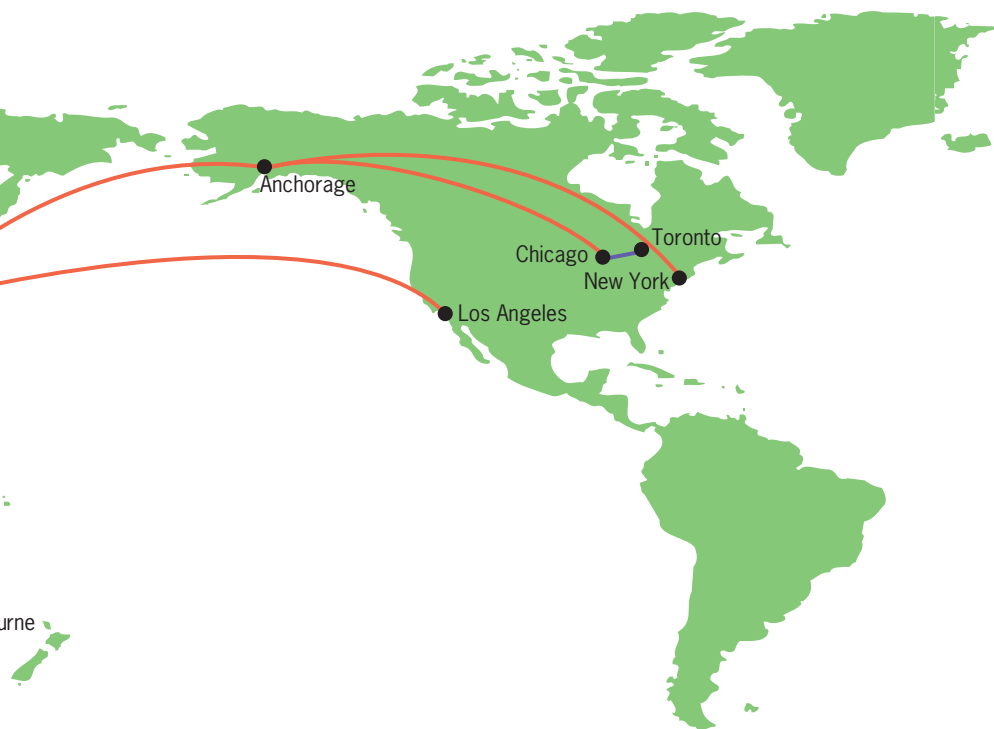 Anchorage
Toronto
Chicago
New York
Los Angeles
urne